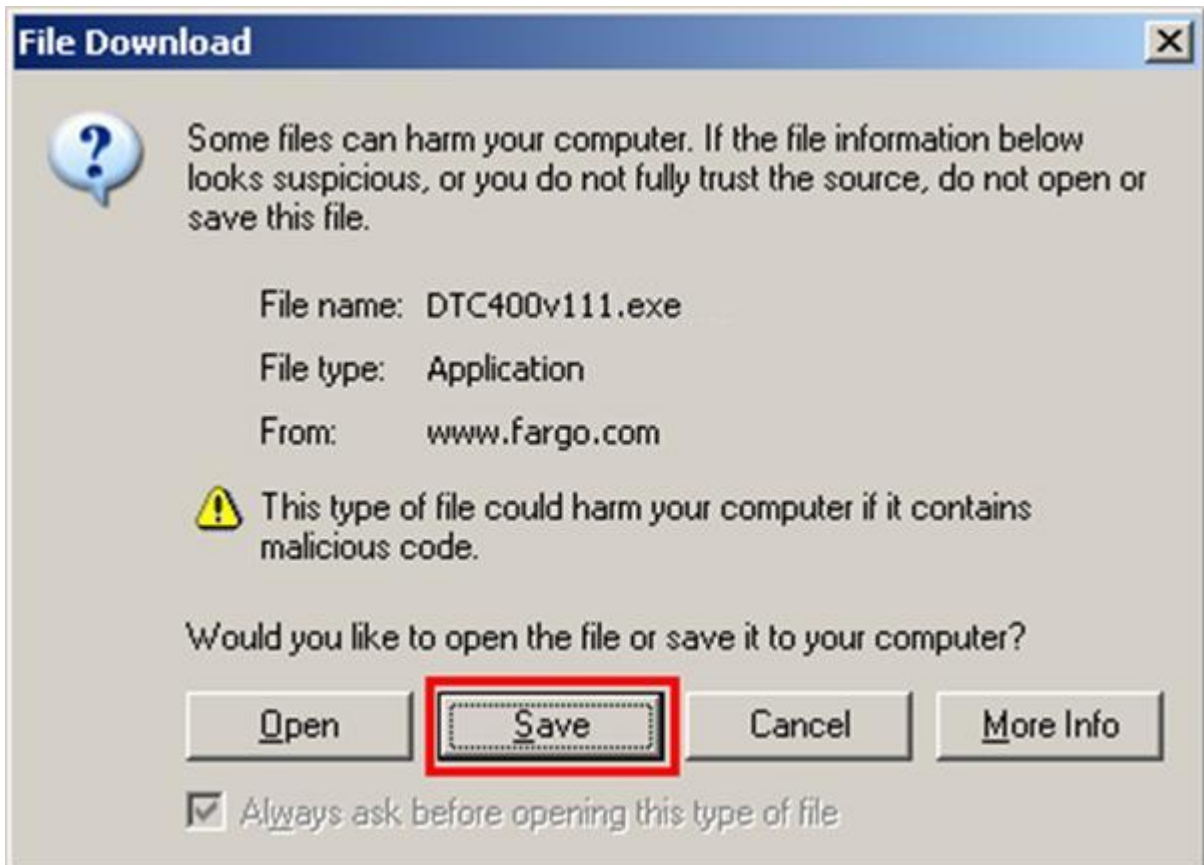 File Download
Some files can harm your computer. If the file information below
looks suspicious, or you do not fully trust the source, do not open or
save this file.
File name: DTC400v111.exe
File type: Application
From: www.fargo.com
This type of file could harm your computer if it contains
malicious code.
Would you like to open the file or save it to your computer?
Open Save Cancel More Info
Always ask before opening this type of file